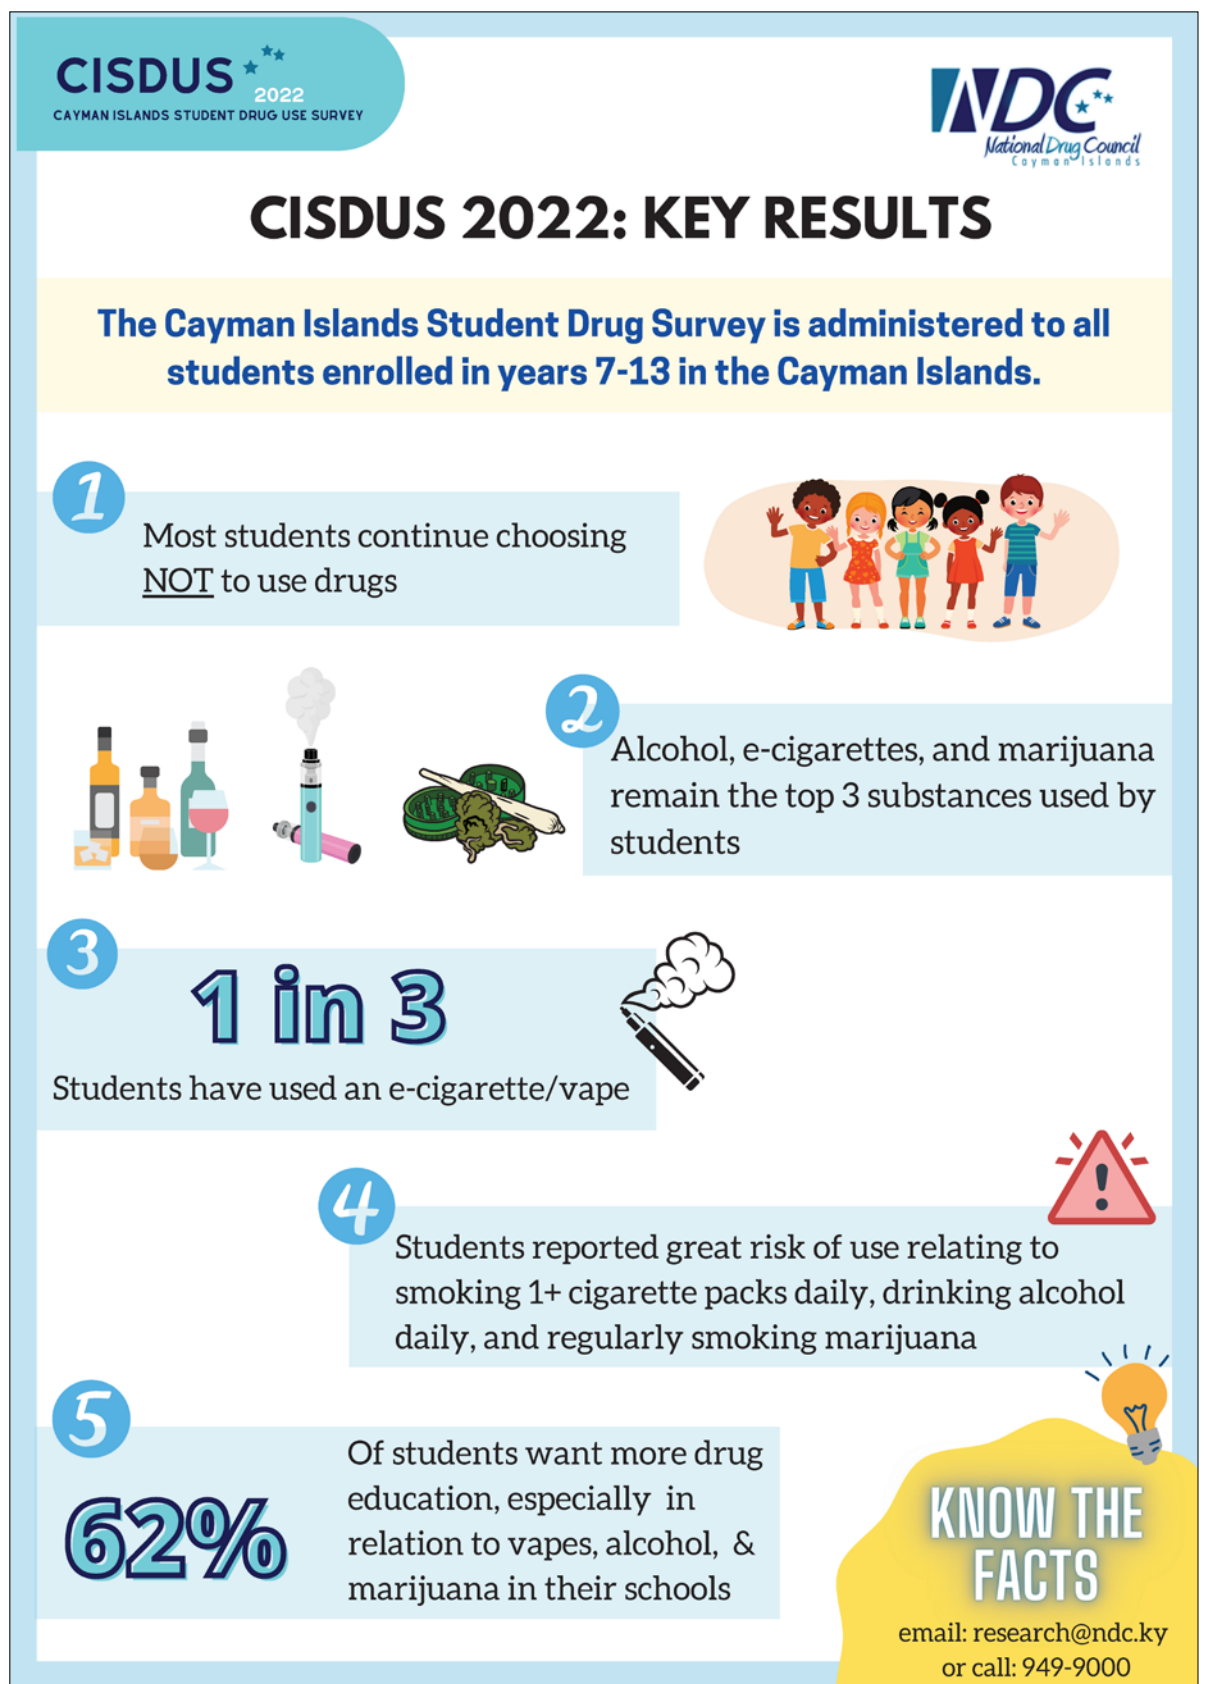 CISDUS
2022
CAYMAN ISLANDS STUDENT DRUG USE SURVEY
NDC
National Drug Council
Cayman Islands
CISDUS 2022: KEY RESULTS
The Cayman Islands Student Drug Survey is administered to all
students enrolled in years 7-13 in the Cayman Islands.
1
Most students continue choosing
NOT to use drugs
2
Alcohol, e-cigarettes, and marijuana
remain the top 3 substances used by
students
3
1 in 3
Students have used an e-cigarette/vape
4
Students reported great risk of use relating to
smoking 1+ cigarette packs daily, drinking alcohol
daily, and regularly smoking marijuana
5
62%
Of students want more drug
education, especially in
relation to vapes, alcohol, &
marijuana in their schools
KNOW THE
FACTS
email: research@ndc.ky
or call: 949-9000